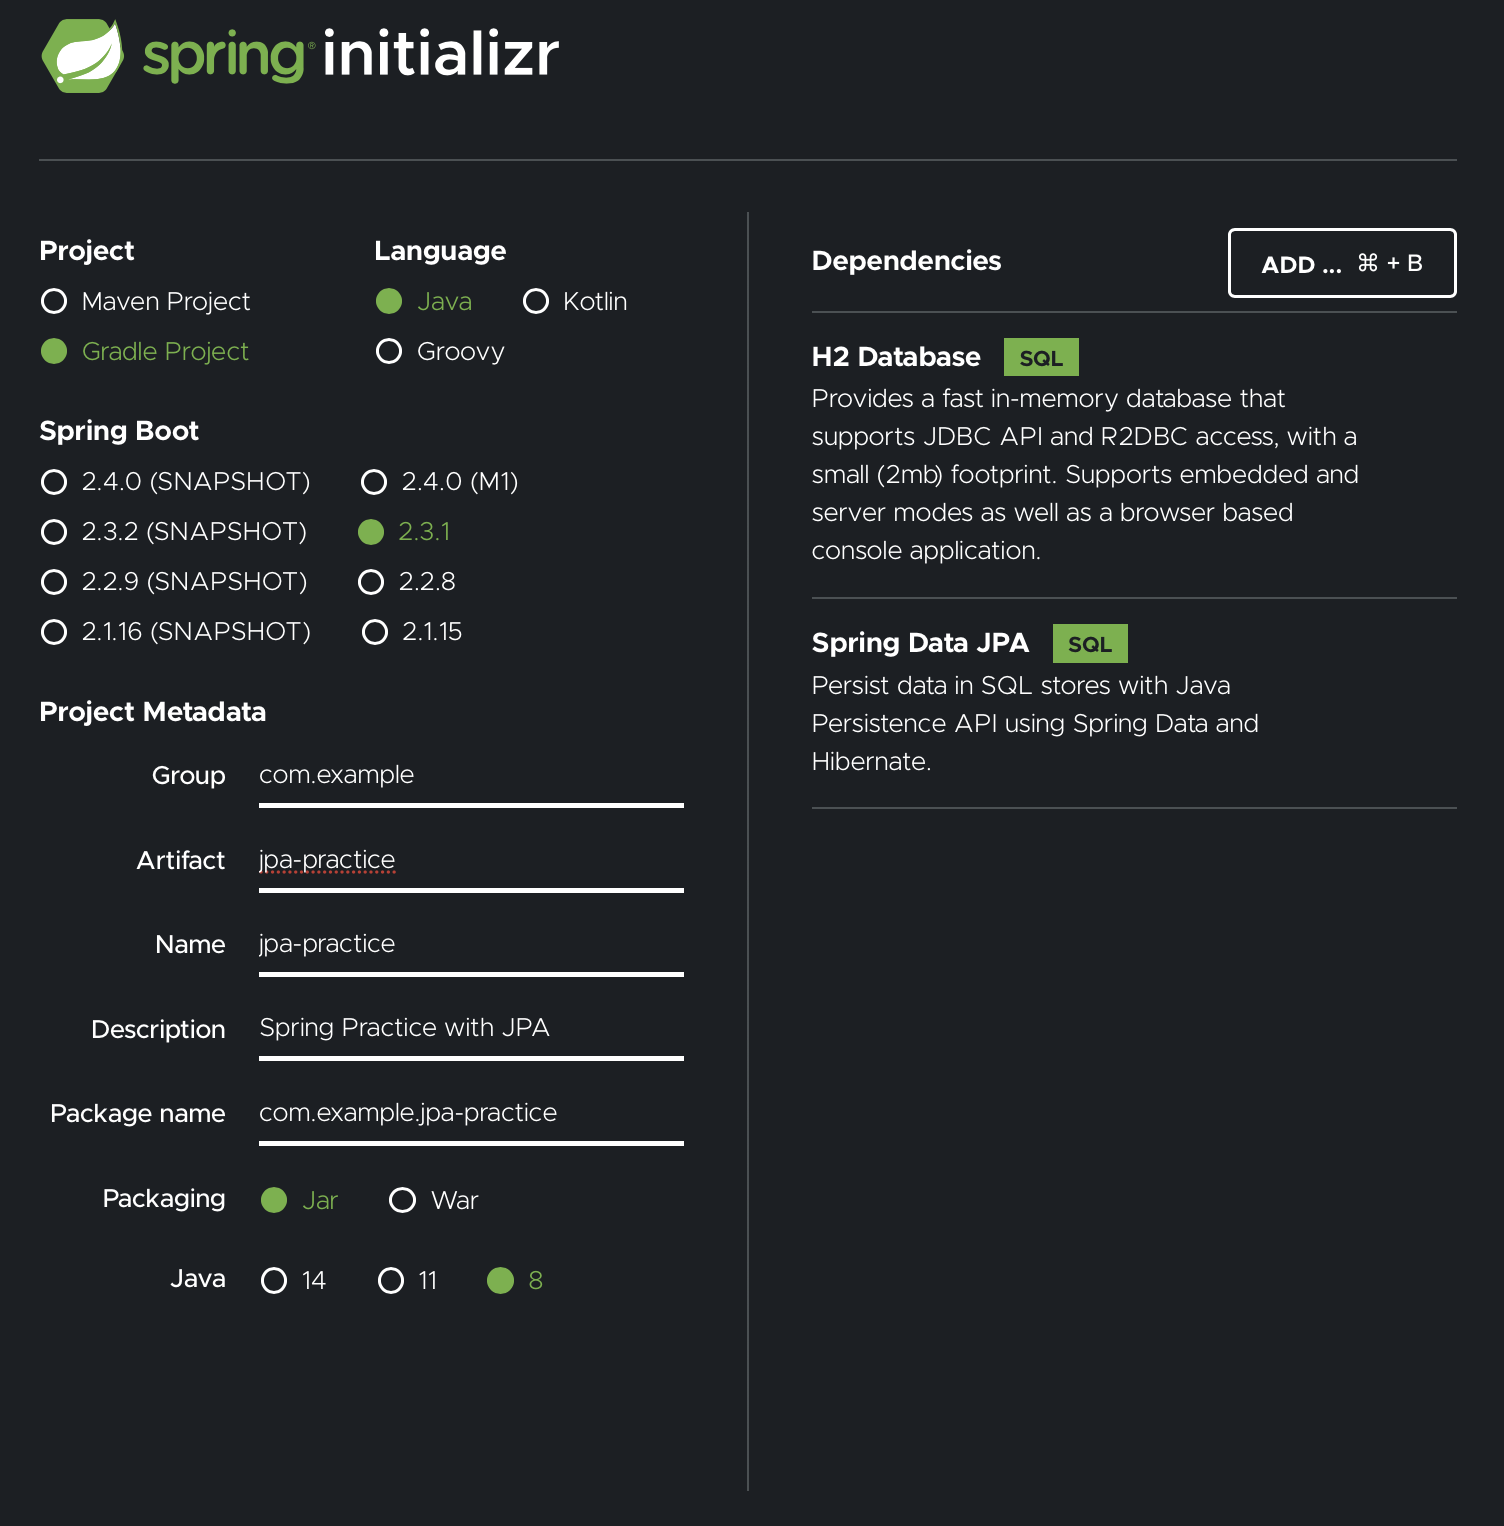 spring® initializr
Project
Maven Project
Gradle Project
Language
Java Kotlin
Groovy
Spring Boot
2.4.0 (SNAPSHOT) 2.4.0 (M1)
2.3.2 (SNAPSHOT) 2.3.1
2.2.9 (SNAPSHOT) 2.2.8
2.1.16 (SNAPSHOT) 2.1.15
Project Metadata
Group com.example
Artifact jpa-practice
Name jpa-practice
Description Spring Practice with JPA
Package name com.example.jpa-practice
Packaging Jar War
Java 14 11 8
Dependencies ADD ... ⌘ + B
H2 Database SQL
Provides a fast in-memory database that
supports JDBC API and R2DBC access, with a
small (2mb) footprint. Supports embedded and
server modes as well as a browser based
console application.
Spring Data JPA SQL
Persist data in SQL stores with Java
Persistence API using Spring Data and
Hibernate.